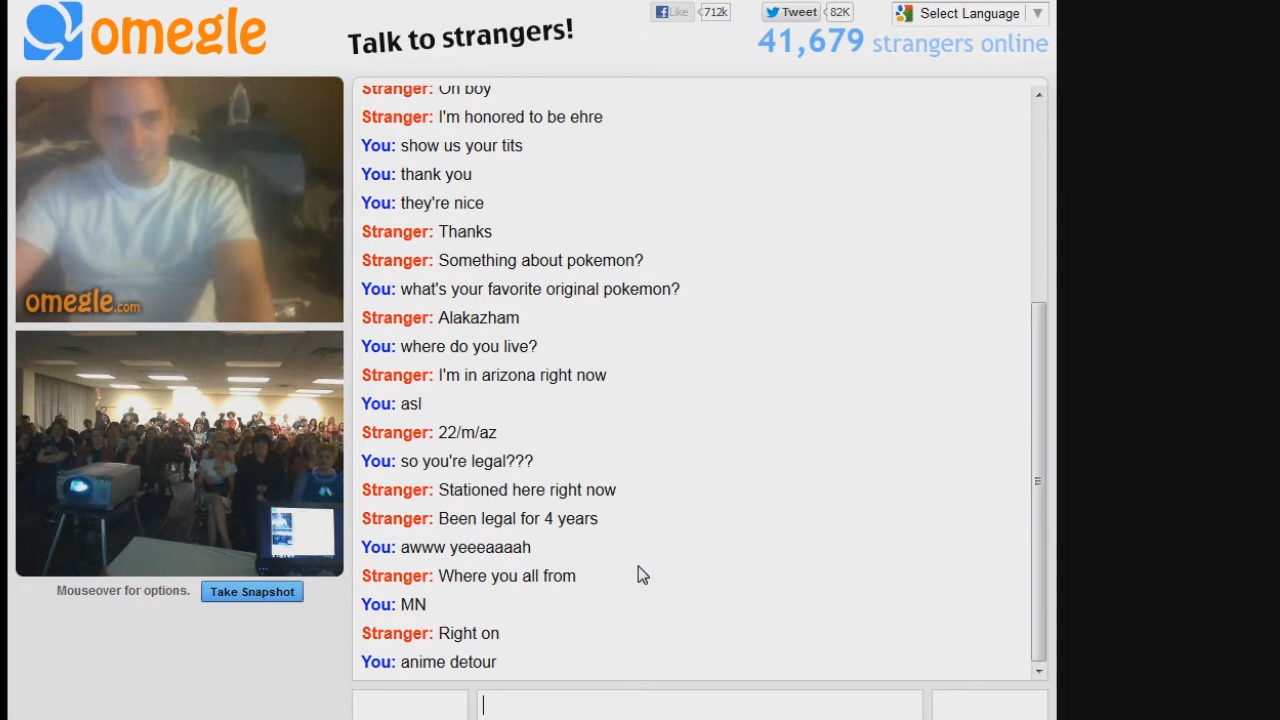 omegle
Talk to strangers!
Like 712k
Tweet 82K
Select Language
41,679 strangers online
Stranger: Oh boy
Stranger: I'm honored to be ehre
You: show us your tits
You: thank you
You: they're nice
Stranger: Thanks
Stranger: Something about pokemon?
You: what's your favorite original pokemon?
Stranger: Alakazham
You: where do you live?
Stranger: I'm in arizona right now
You: asl
Stranger: 22/m/az
You: so you're legal???
Stranger: Stationed here right now
Stranger: Been legal for 4 years
You: awww yeeeaaaah
Stranger: Where you all from
You: MN
Stranger: Right on
You: anime detour
omegle.com
Mouseover for options.
Take Snapshot